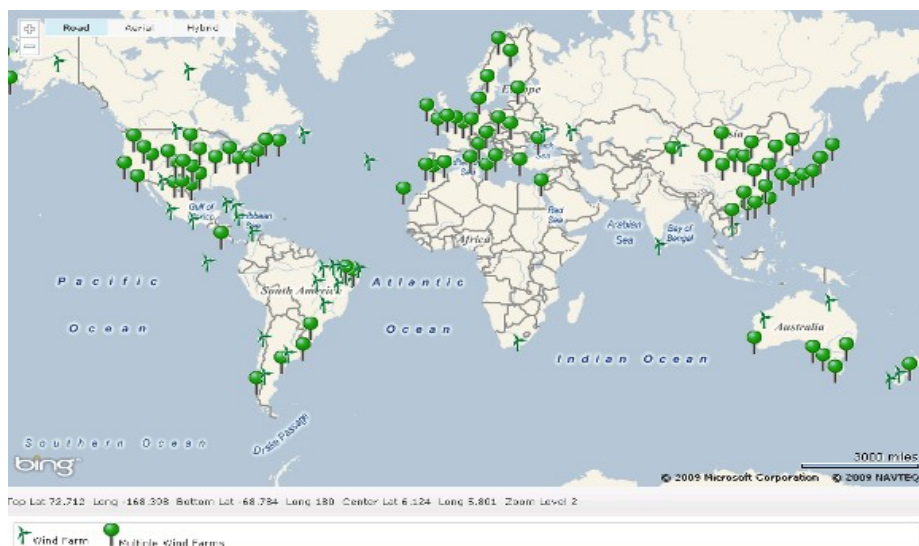 Road Aerial Hybrid
Europe
Asia
Black
Sea
Gulf of
Mexico
Caribbean
Sea
Red
Sea
Arabian
Sea
Bay of
Bengal
Africa
Pacific
Ocean
South America
Atlantic
Ocean
Indian Ocean
Australia
Southern Ocean
Drake Passage
bing
3000 miles
© 2009 Microsoft Corporation © 2009 NAVTEQ
Top Lat 72.712 Long -168.398 Bottom Lat -68.784 Long 180 Center Lat 6.124 Long 5.801 Zoom Level 2
Wind Farm Multiple Wind Farms